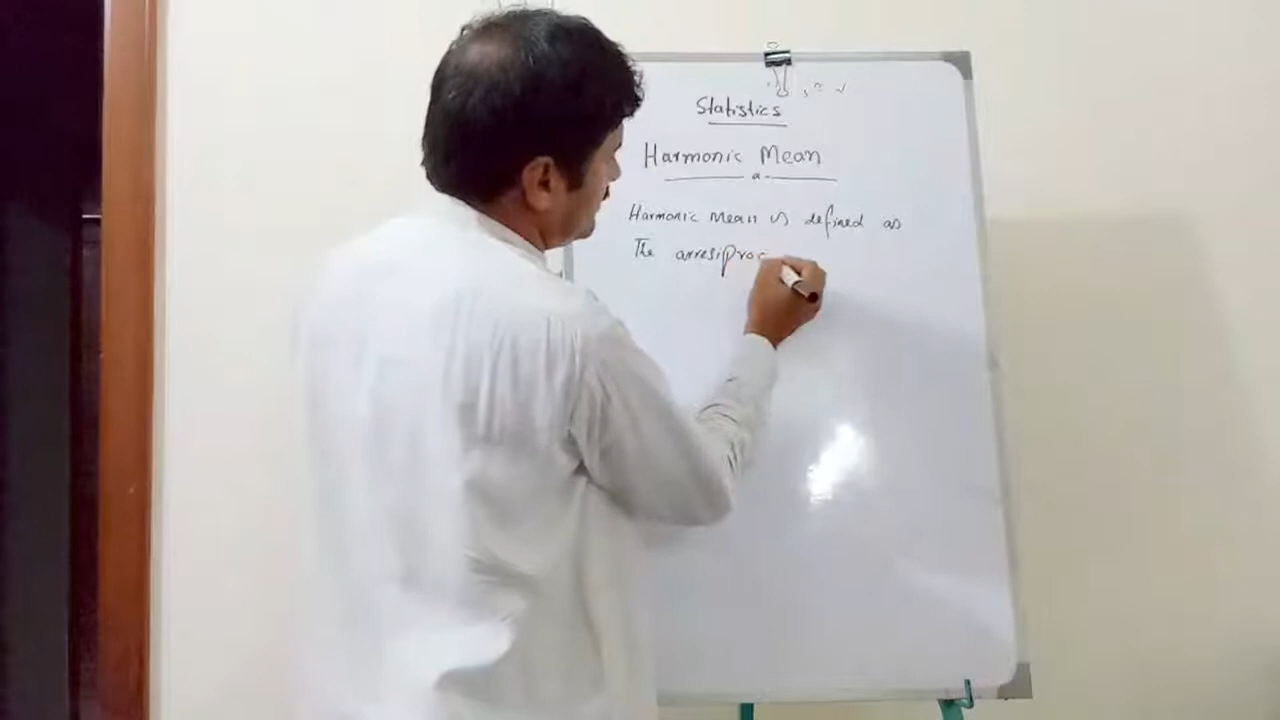 Statistics
Harmonic Mean
Harmonic Mean is defined as
The arresiproc